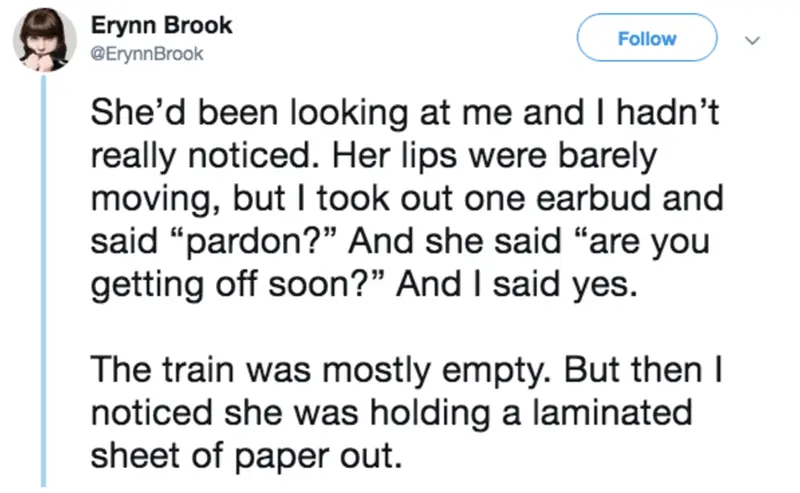 Erynn Brook
@ErynnBrook
Follow
She’d been looking at me and I hadn’t
really noticed. Her lips were barely
moving, but I took out one earbud and
said “pardon?” And she said “are you
getting off soon?” And I said yes.
The train was mostly empty. But then I
noticed she was holding a laminated
sheet of paper out.